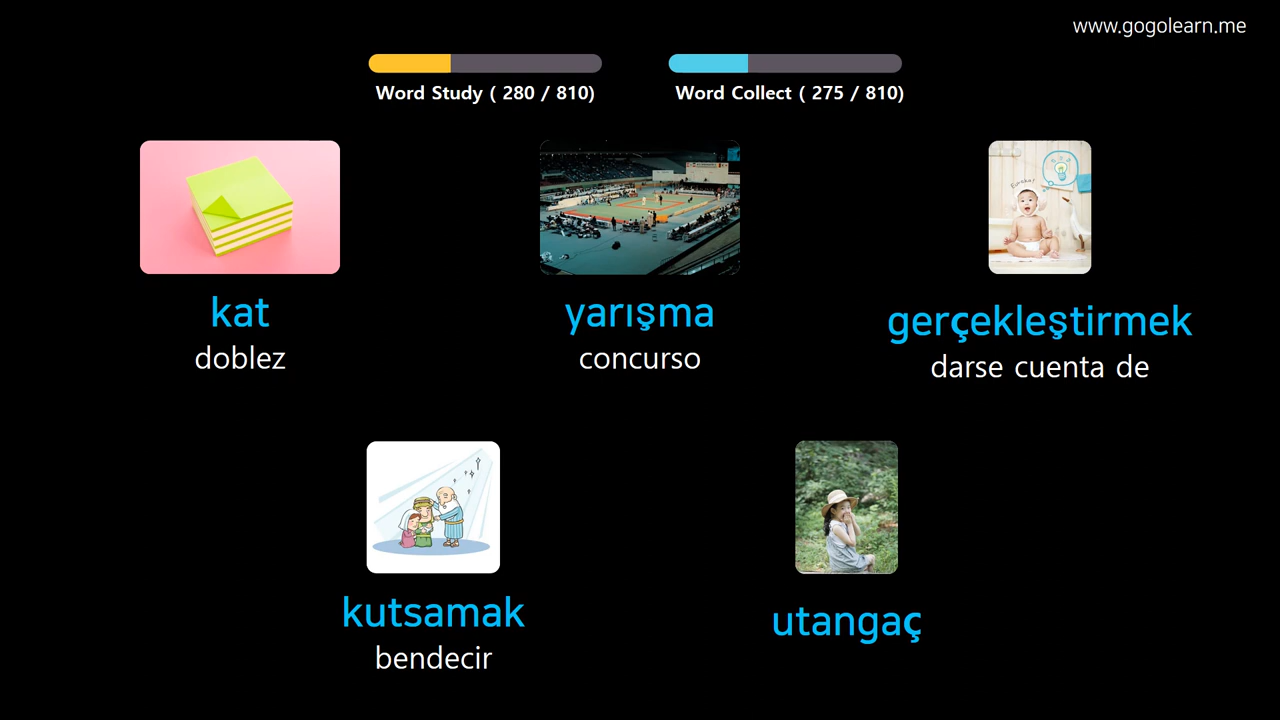 www.gogolearn.me
Word Study ( 280 / 810)
Word Collect ( 275 / 810)
Eureka!
kat
doblez
yarışma
concurso
gerçekleştirmek
darse cuenta de
kutsamak
bendecir
utangaç